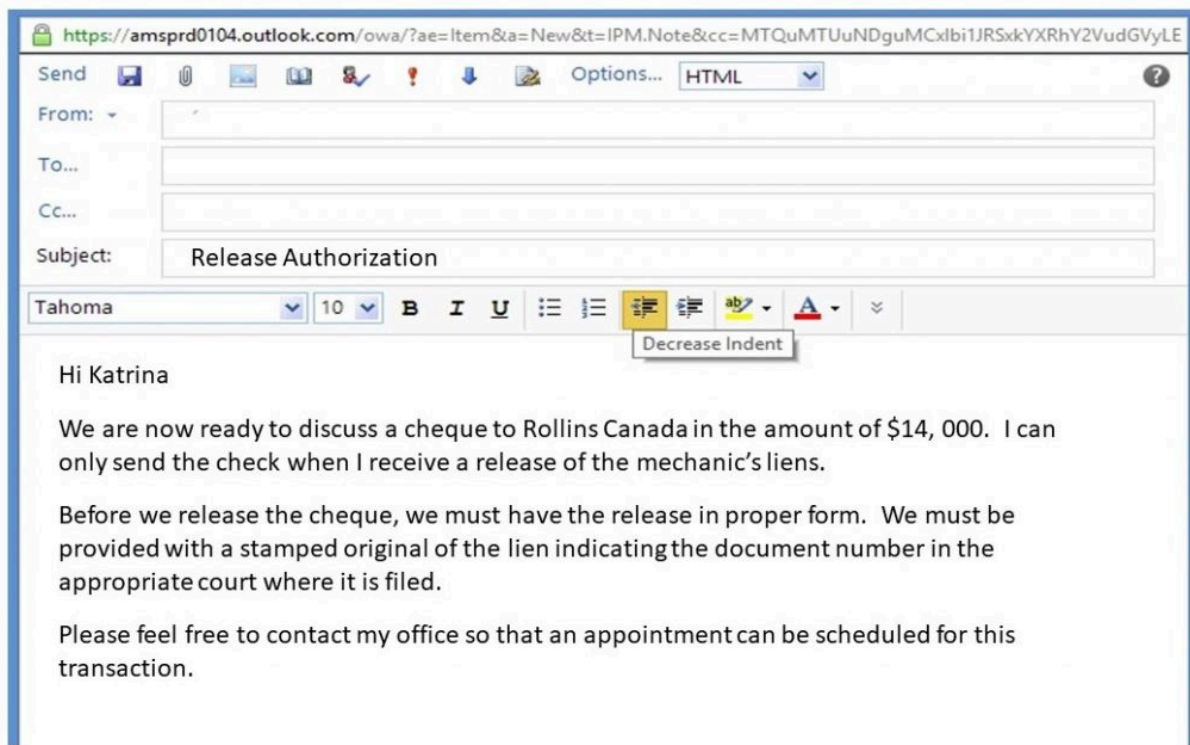 https://amsprd0104.outlook.com/owa/?ae=Item&a=New&t=IPM.Note&cc=MTQuMTUuNDguMCxlbi1JRSxkYXRhY2VudGVyLE
Send Options... HTML
From:
To...
Cc...
Subject: Release Authorization
Tahoma 10 B I U ab A
Decrease Indent
Hi Katrina
We are now ready to discuss a cheque to Rollins Canada in the amount of $14, 000. I can
only send the check when I receive a release of the mechanic’s liens.
Before we release the cheque, we must have the release in proper form. We must be
provided with a stamped original of the lien indicating the document number in the
appropriate court where it is filed.
Please feel free to contact my office so that an appointment can be scheduled for this
transaction.